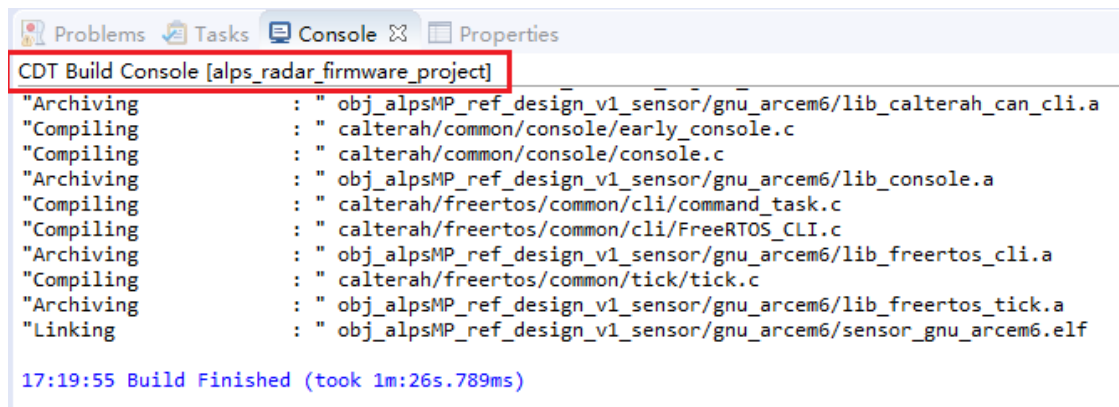 Problems Tasks Console Properties
CDT Build Console [alps_radar_firmware_project]
"Archiving : " obj_alpsMP_ref_design_v1_sensor/gnu_arcem6/lib_calterah_can_cli.a
"Compiling : " calterah/common/console/early_console.c
"Compiling : " calterah/common/console/console.c
"Archiving : " obj_alpsMP_ref_design_v1_sensor/gnu_arcem6/lib_console.a
"Compiling : " calterah/freertos/common/cli/command_task.c
"Compiling : " calterah/freertos/common/cli/FreeRTOS_CLI.c
"Archiving : " obj_alpsMP_ref_design_v1_sensor/gnu_arcem6/lib_freertos_cli.a
"Compiling : " calterah/freertos/common/tick/tick.c
"Archiving : " obj_alpsMP_ref_design_v1_sensor/gnu_arcem6/lib_freertos_tick.a
"Linking : " obj_alpsMP_ref_design_v1_sensor/gnu_arcem6/sensor_gnu_arcem6.elf
17:19:55 Build Finished (took 1m:26s.789ms)